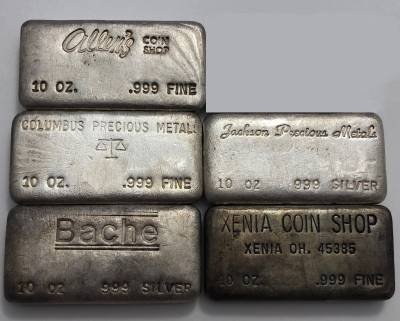 Allen's COIN SHOP
10 OZ. .999 FINE
COLUMBUS PRECIOUS METALS
10 OZ. .999 FINE
Jackson Precious Metals
10 OZ 999 SILVER
Bache
10 OZ 999 SILVER
XENIA COIN SHOP
XENIA OH. 45385
10 OZ. .999 FINE